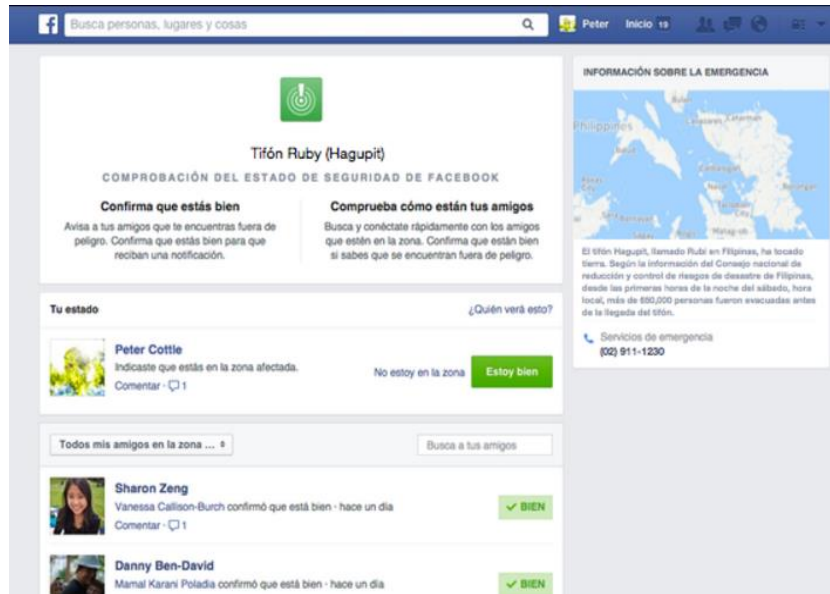 f
Busca personas, lugares y cosas
Peter Inicio 19
Tifón Ruby (Hagupit)
COMPROBACIÓN DEL ESTADO DE SEGURIDAD DE FACEBOOK
Confirma que estás bien
Avisa a tus amigos que te encuentras fuera de
peligro. Confirma que estás bien para que
reciban una notificación.
Comprueba cómo están tus amigos
Busca y conéctate rápidamente con los amigos
que estén en la zona. Confirma que están bien
si sabes que se encuentran fuera de peligro.
Tu estado ¿Quién verá esto?
Peter Cottle
Indicaste que estás en la zona afectada.
Comentar · 1
No estoy en la zona Estoy bien
Todos mis amigos en la zona ... Busca a tus amigos
Sharon Zeng
Vanessa Callison-Burch confirmó que está bien · hace un día
Comentar · 1
BIEN
Danny Ben-David
Mamal Karani Poladia confirmó que está bien · hace un día
BIEN
INFORMACIÓN SOBRE LA EMERGENCIA
Philippines
Catarman
Naval
Borongan
Tacloban
City
Roxas
City
El tifón Hagupit, llamado Rubi en Filipinas, ha tocado
tierra. Según la información del Consejo nacional de
reducción y control de riesgos de desastre de Filipinas,
desde las primeras horas de la noche del sábado, hora
local, más de 650,000 personas fueron evacuadas antes
de la llegada del tifón.
Servicios de emergencia
(02) 911-1230